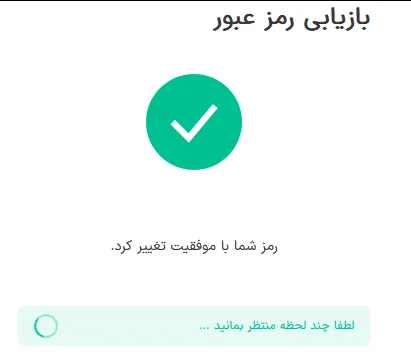 بازیابی رمز عبور
رمز شما با موفقیت تغییر کرد.
لطفا چند لحظه منتظر بمانید ...